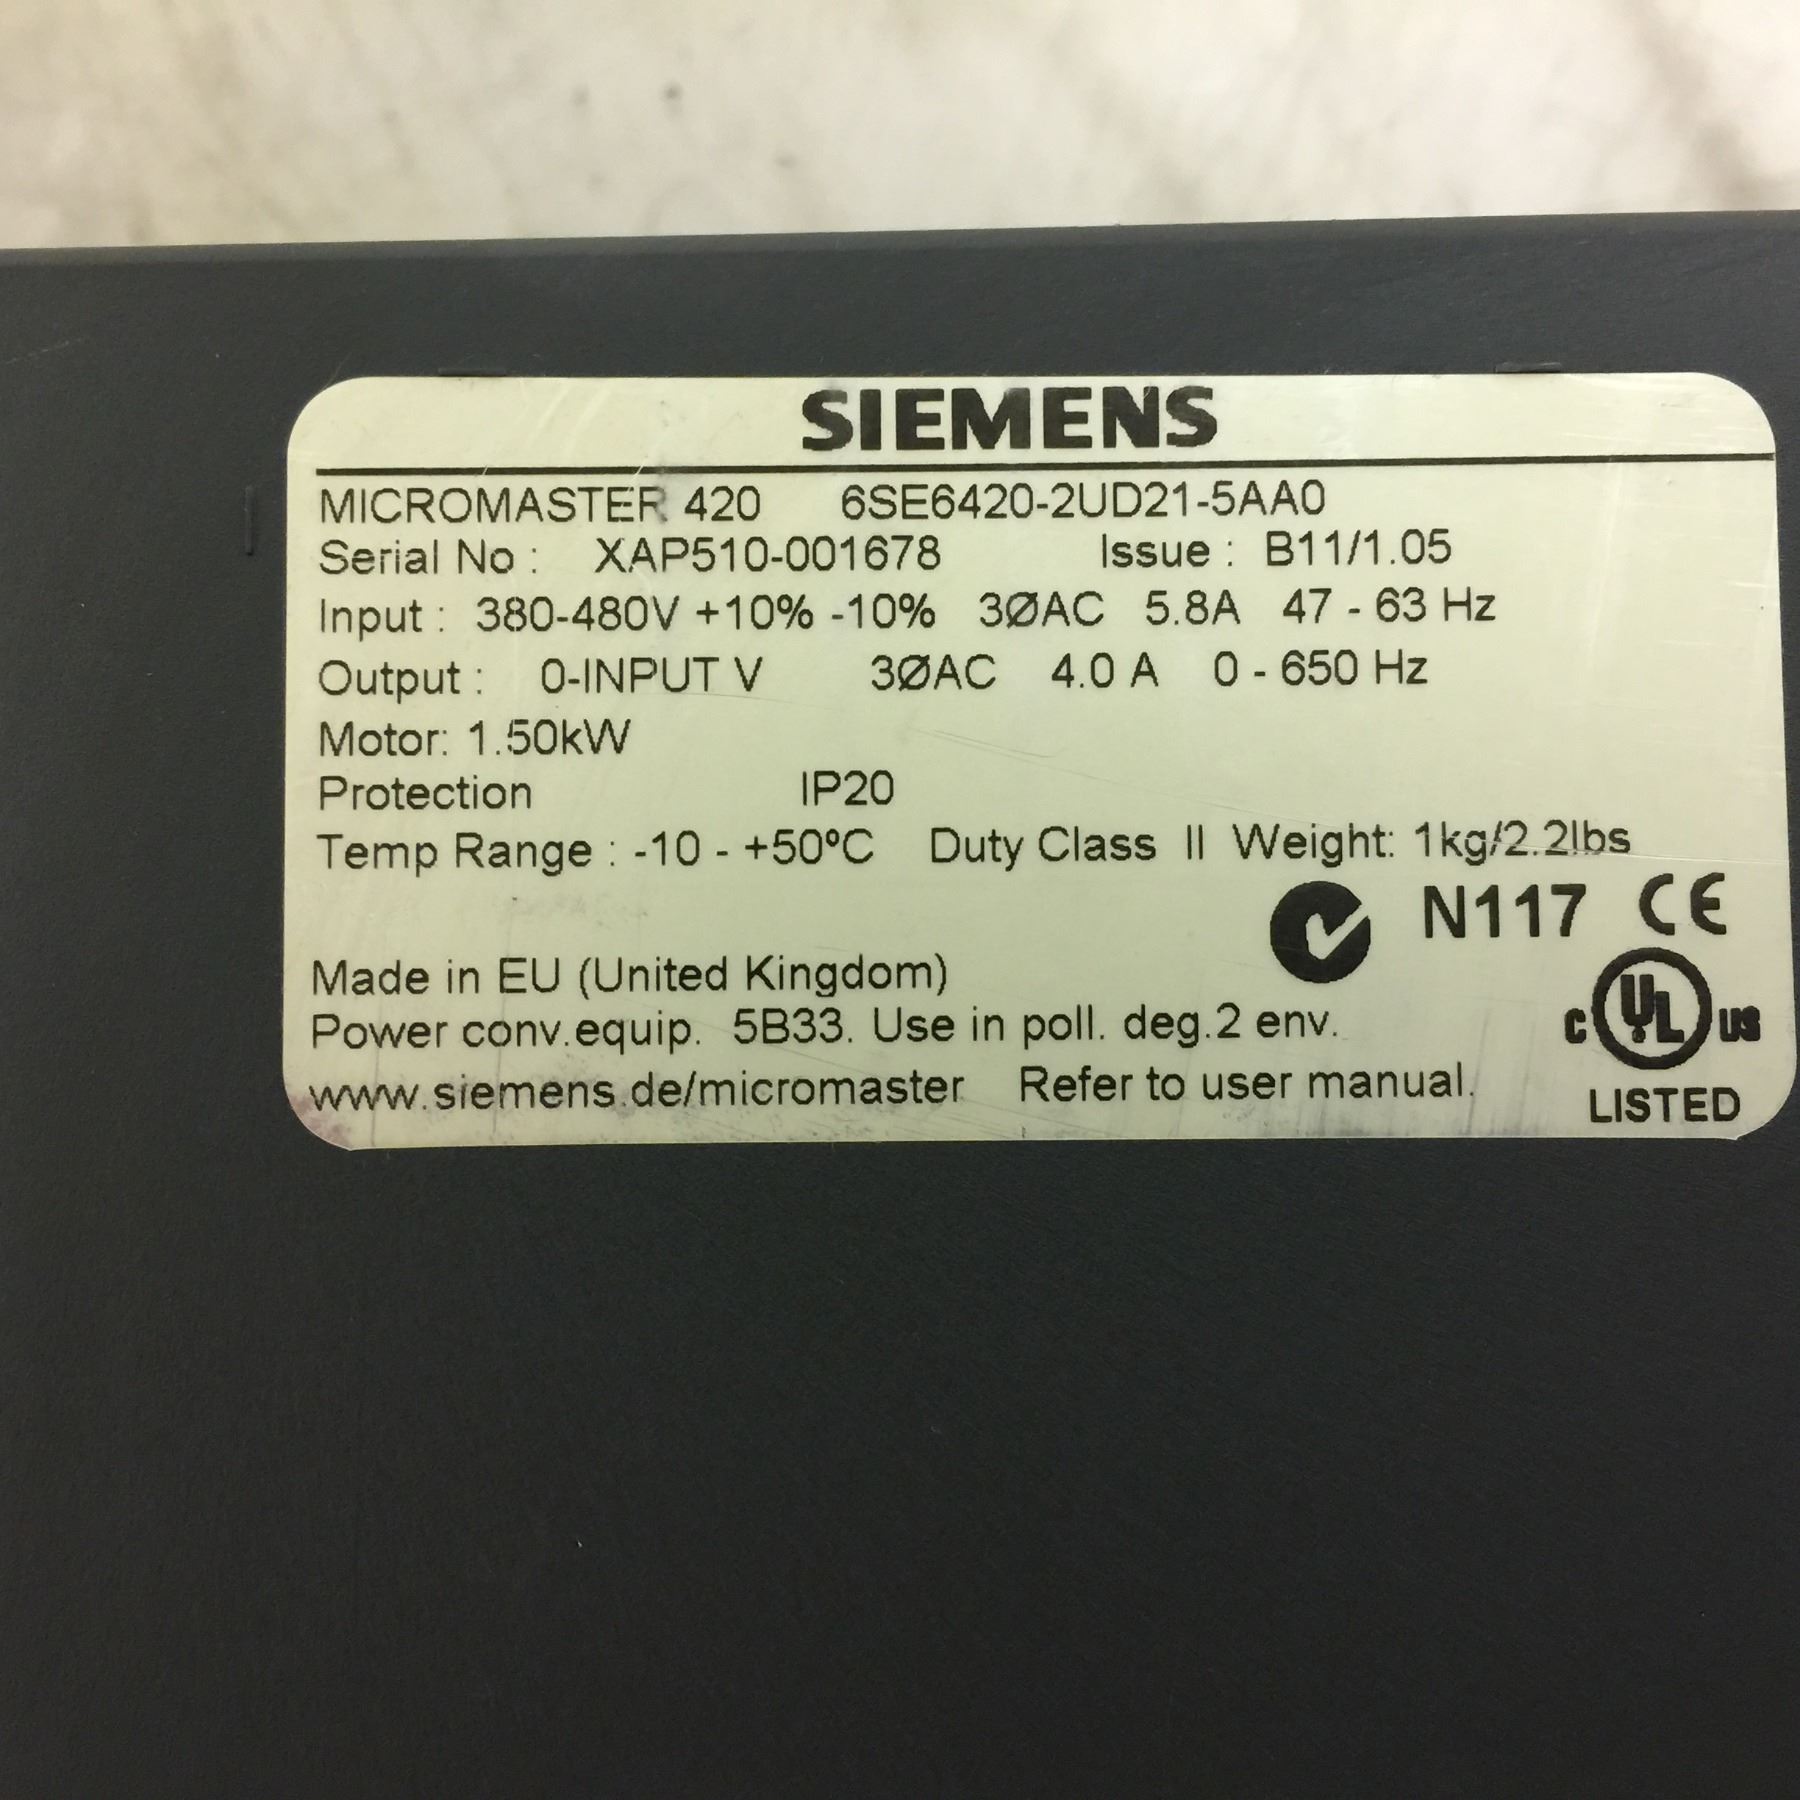 SIEMENS
MICROMASTER 420 6SE6420-2UD21-5AA0
Serial No : XAP510-001678 Issue : B11/1.05
Input : 380-480V +10% -10% 3ØAC 5.8A 47 - 63 Hz
Output : 0-INPUT V 3ØAC 4.0 A 0 - 650 Hz
Motor: 1.50kW
Protection IP20
Temp Range : -10 - +50ºC Duty Class II Weight: 1kg/2.2lbs
N117 CE
Made in EU (United Kingdom)
Power conv.equip. 5B33. Use in poll. deg.2 env.
C UL US
www.siemens.de/micromaster Refer to user manual.
LISTED